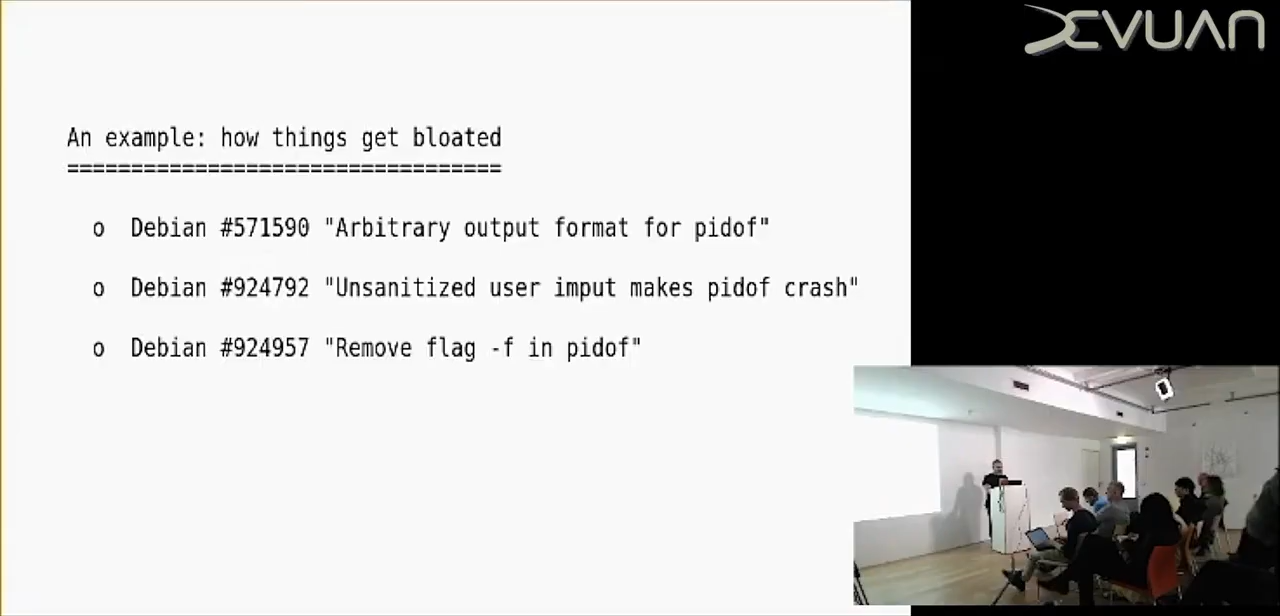 DEVUAN
An example: how things get bloated
==================================
o Debian #571590 "Arbitrary output format for pidof"
o Debian #924792 "Unsanitized user imput makes pidof crash"
o Debian #924957 "Remove flag -f in pidof"